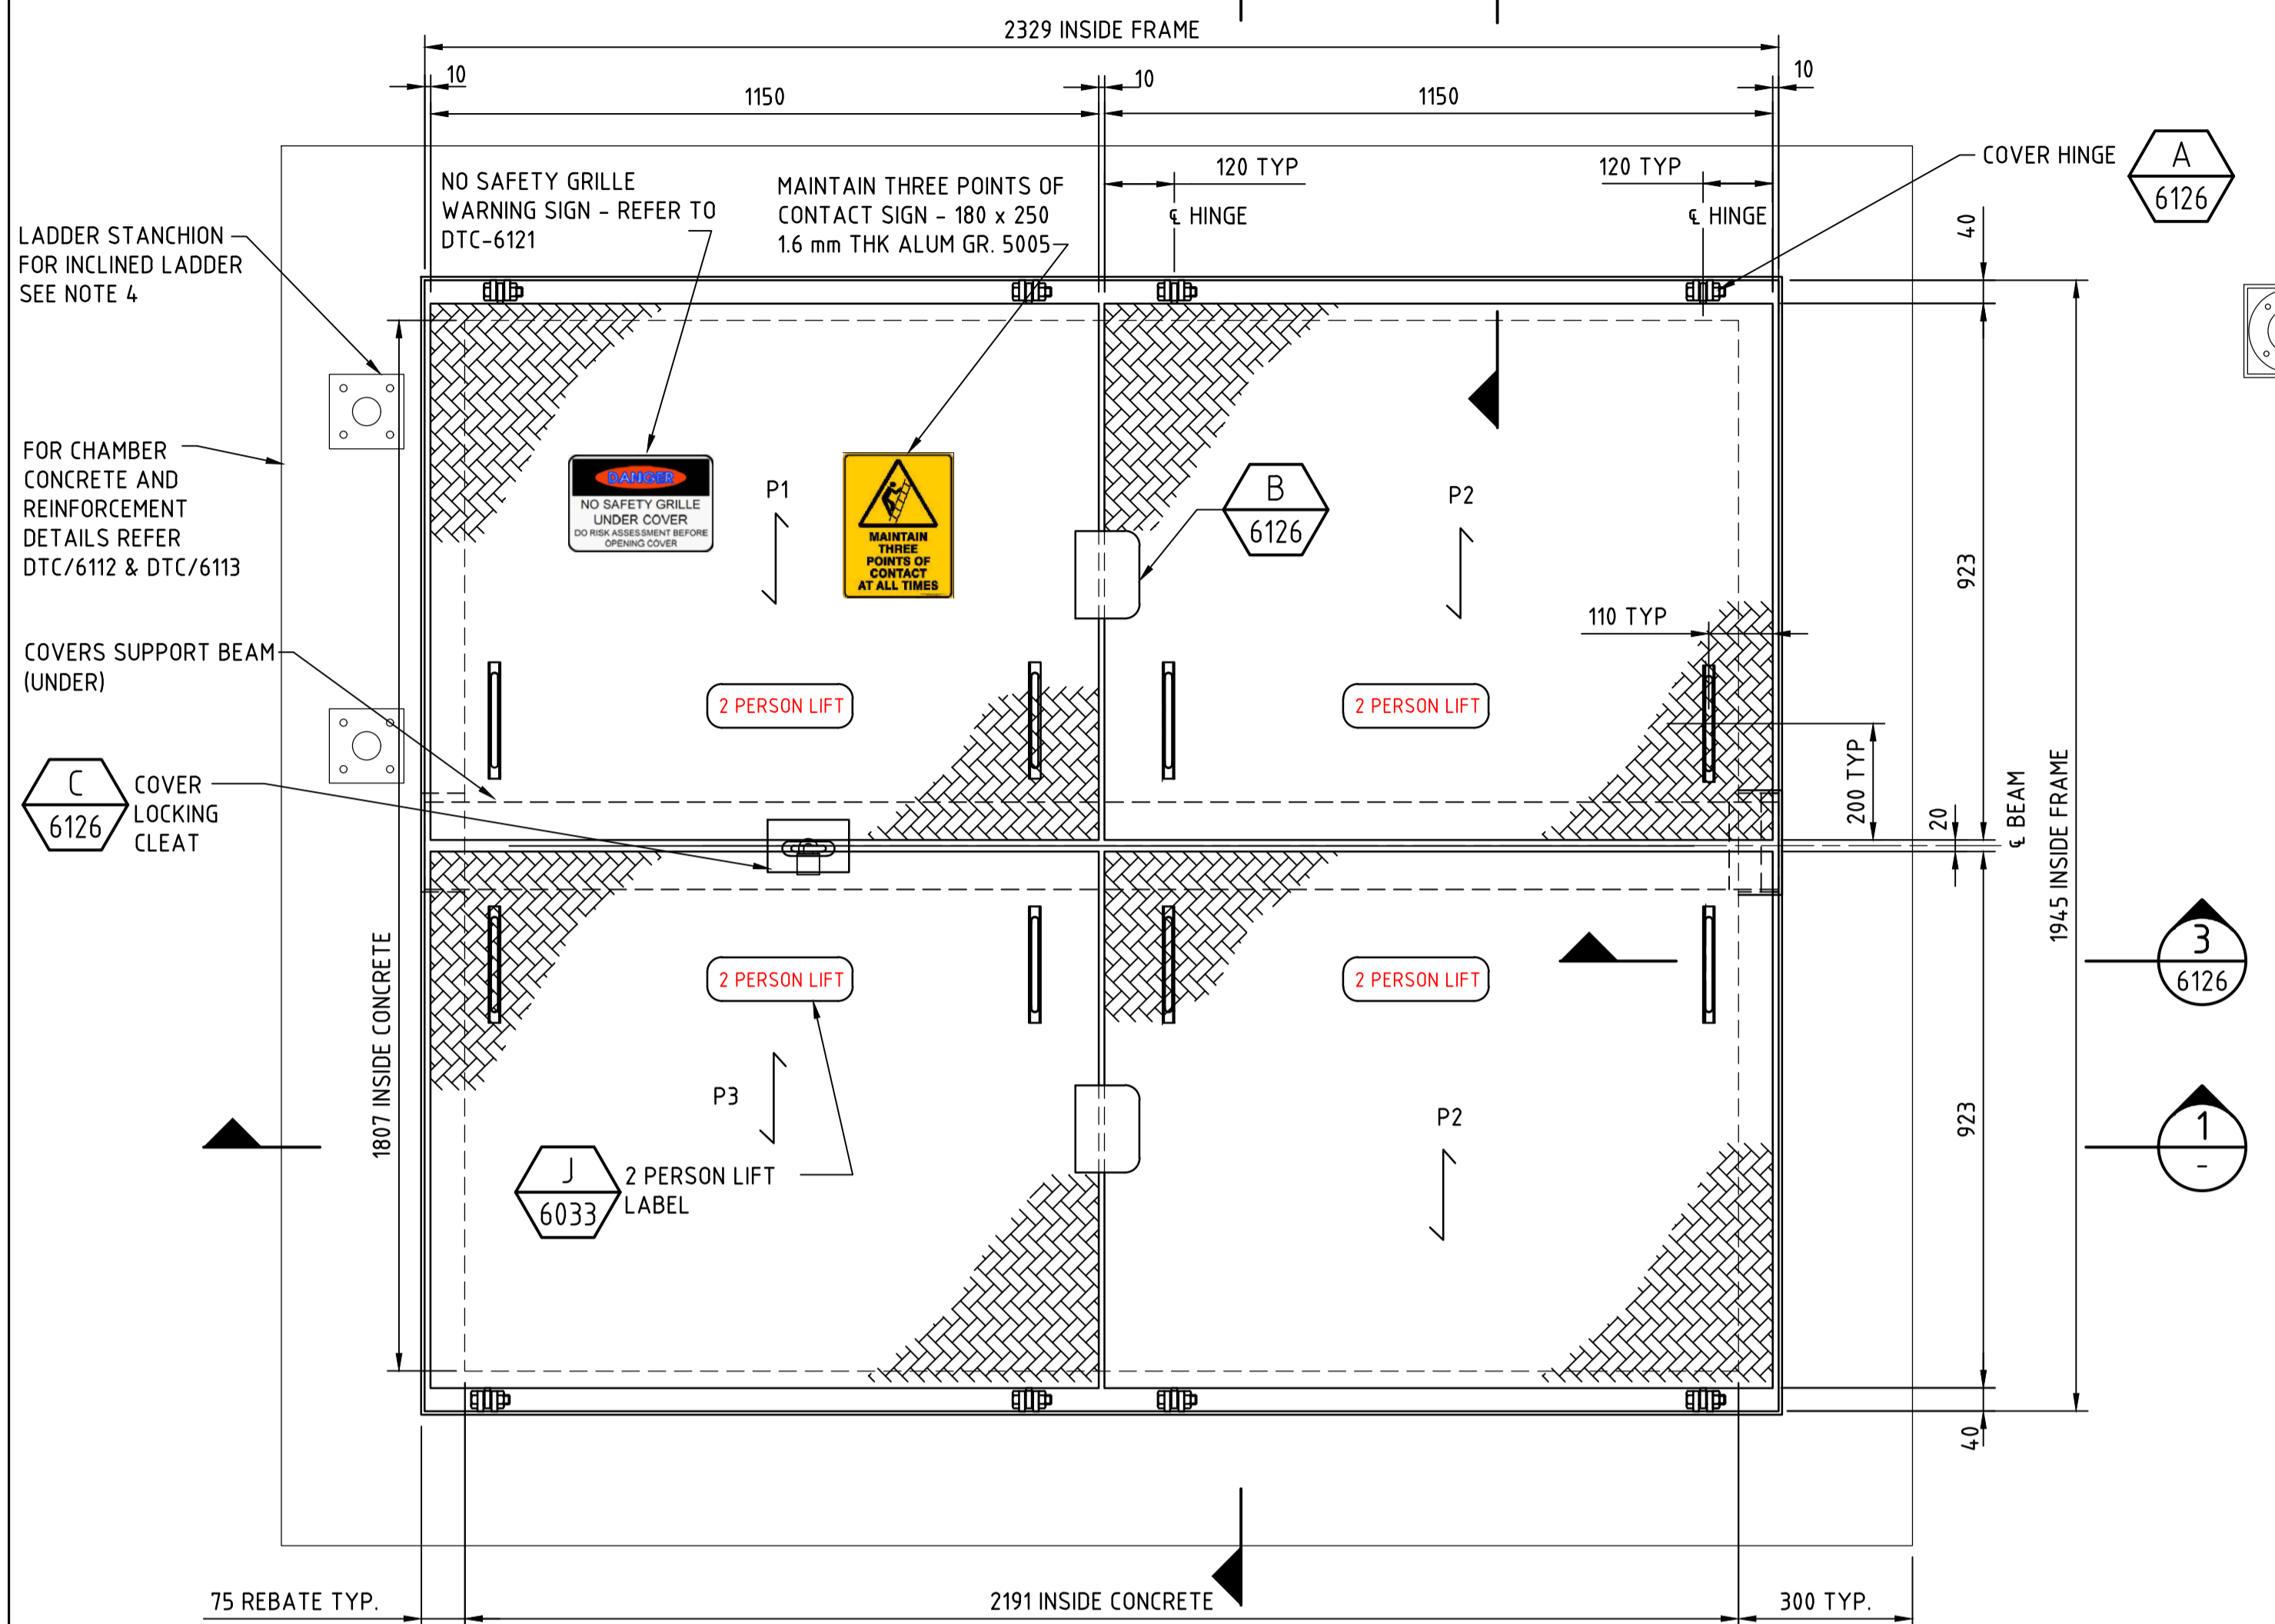 2329 INSIDE FRAME
10
1150
10
1150
10
NO SAFETY GRILLE
WARNING SIGN - REFER TO
DTC-6121
MAINTAIN THREE POINTS OF
CONTACT SIGN - 180 x 250
1.6 mm THK ALUM GR. 5005
120 TYP
℄ HINGE
120 TYP
℄ HINGE
COVER HINGE
A
6126
LADDER STANCHION
FOR INCLINED LADDER
SEE NOTE 4
40
FOR CHAMBER
CONCRETE AND
REINFORCEMENT
DETAILS REFER
DTC/6112 & DTC/6113
DANGER
NO SAFETY GRILLE
UNDER COVER
DO RISK ASSESSMENT BEFORE
OPENING COVER
P1
MAINTAIN
THREE
POINTS OF
CONTACT
AT ALL TIMES
B
6126
P2
923
110 TYP
COVERS SUPPORT BEAM
(UNDER)
2 PERSON LIFT
2 PERSON LIFT
C
6126
COVER
LOCKING
CLEAT
200 TYP
20
℄ BEAM
1945 INSIDE FRAME
1807 INSIDE CONCRETE
2 PERSON LIFT
2 PERSON LIFT
3
6126
P3
P2
923
1
-
J
6033
2 PERSON LIFT
LABEL
40
75 REBATE TYP.
2191 INSIDE CONCRETE
300 TYP.